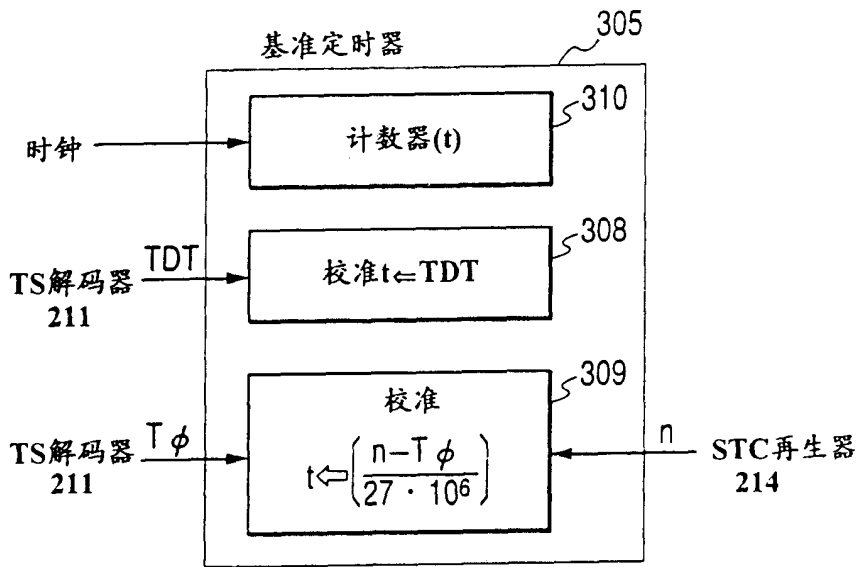 305
基准定时器
310
时钟
计数器(t)
308
TDT
TS解码器
211
校准t⇐TDT
309
校准
Tφ
TS解码器
211
t⇦(n−Tφ / 27 · 10⁶)
n
STC再生器
214